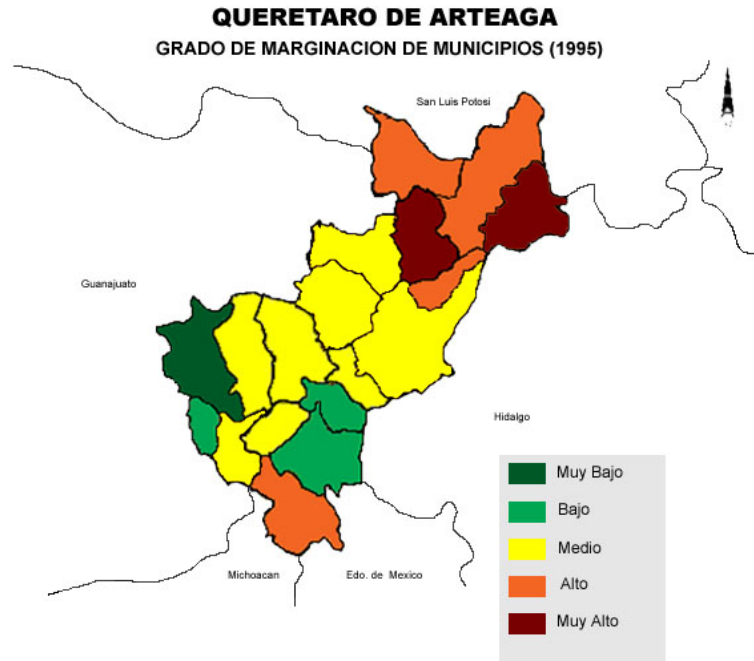 QUERETARO DE ARTEAGA
GRADO DE MARGINACION DE MUNICIPIOS (1995)
San Luis Potosi
Guanajuato
Hidalgo
Muy Bajo
Bajo
Medio
Alto
Muy Alto
Michoacan
Edo. de Mexico